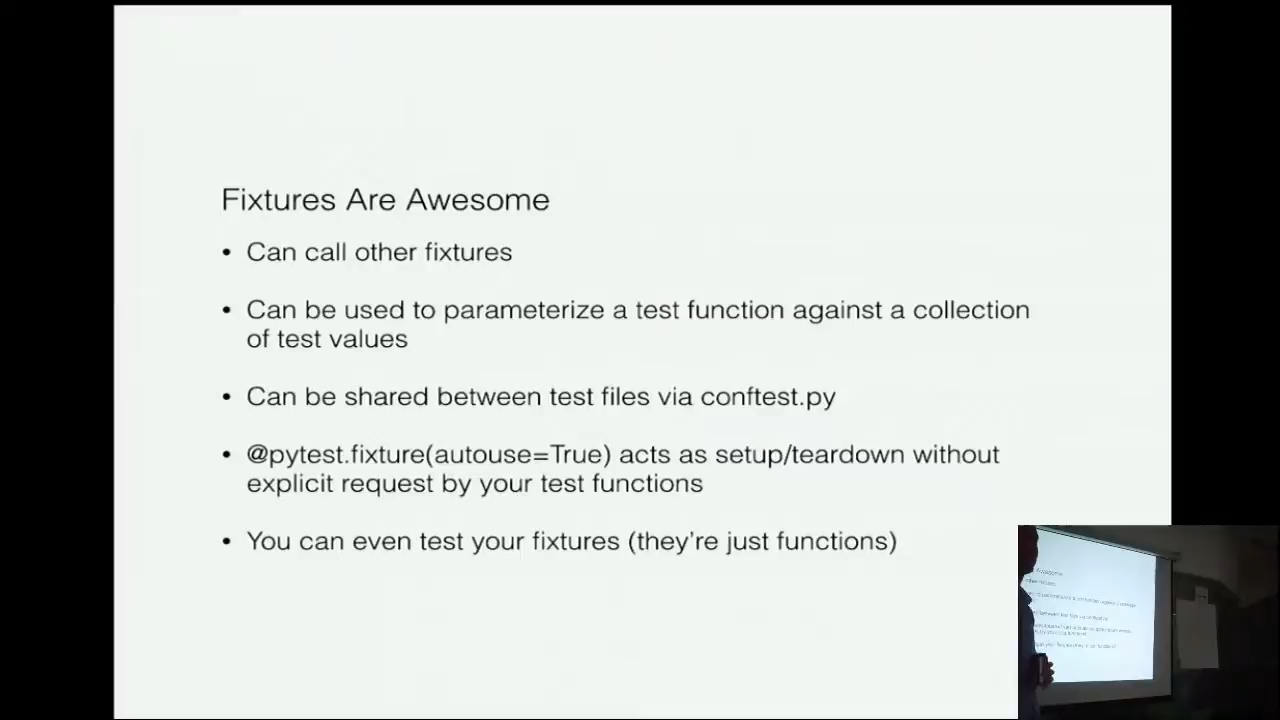 Fixtures Are Awesome
• Can call other fixtures
• Can be used to parameterize a test function against a collection
of test values
• Can be shared between test files via conftest.py
• @pytest.fixture(autouse=True) acts as setup/teardown without
explicit request by your test functions
• You can even test your fixtures (they're just functions)